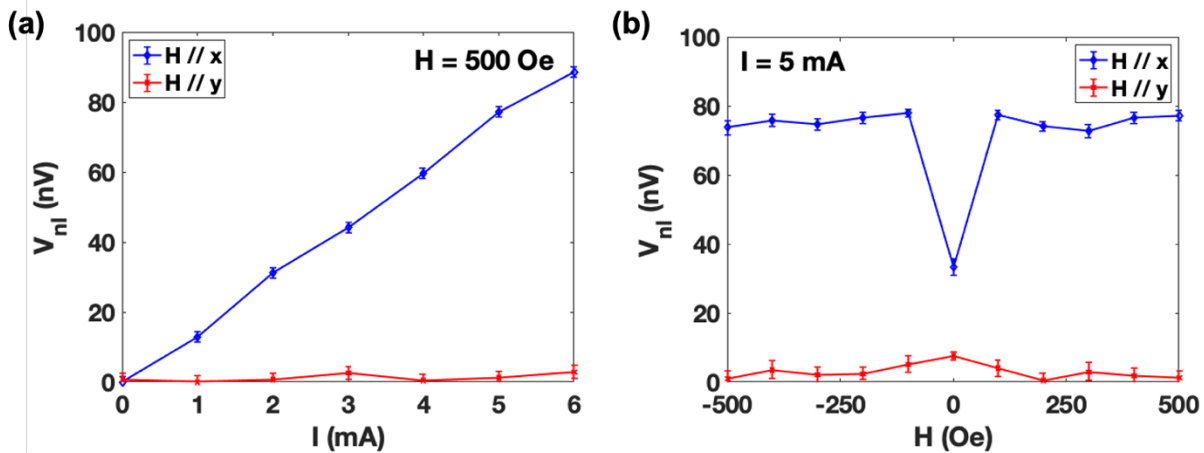 (a)
H // x
H // y
H = 500 Oe
100
80
60
40
20
0
V_nl (nV)
0 1 2 3 4 5 6
I (mA)
(b)
I = 5 mA
H // x
H // y
100
80
60
40
20
0
V_nl (nV)
-500 -250 0 250 500
H (Oe)